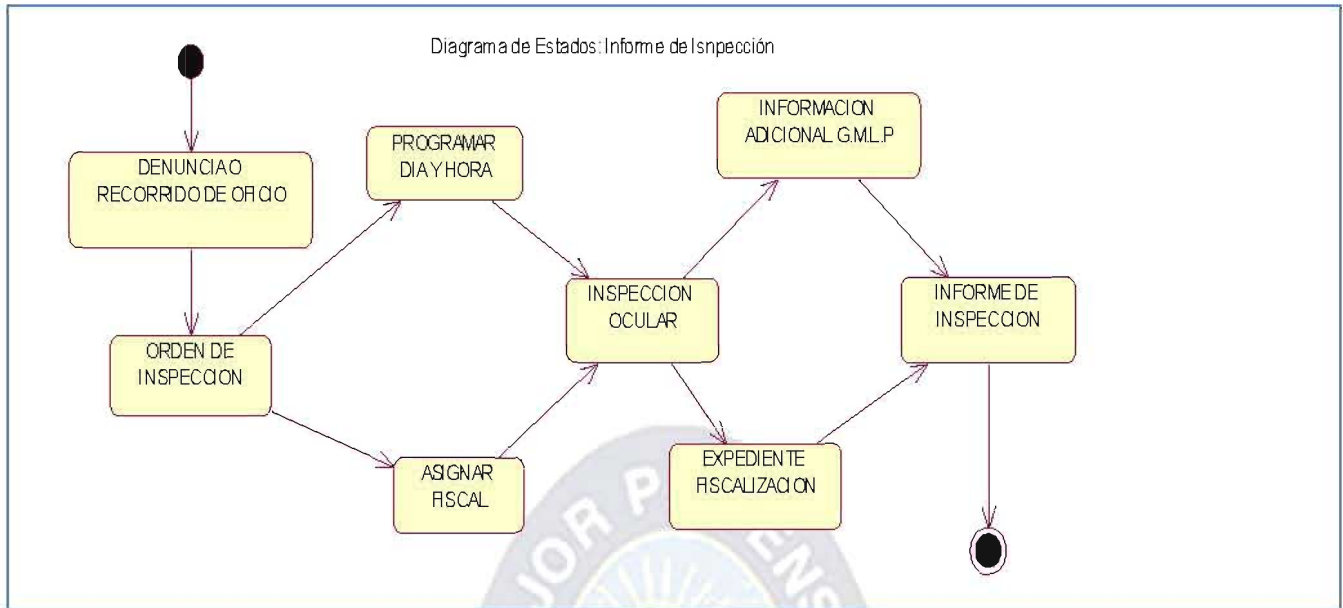 Diagrama de Estados: Informe de Isnpección
DENUNCIA O
RECORRIDO DE OFICIO
ORDEN DE
INSPECCION
PROGRAMAR
DIA Y HORA
ASIGNAR
FISCAL
INSPECCION
OCULAR
INFORMACION
ADICIONAL G.M.L.P
EXPEDIENTE
FISCALIZACION
INFORME DE
INSPECCION